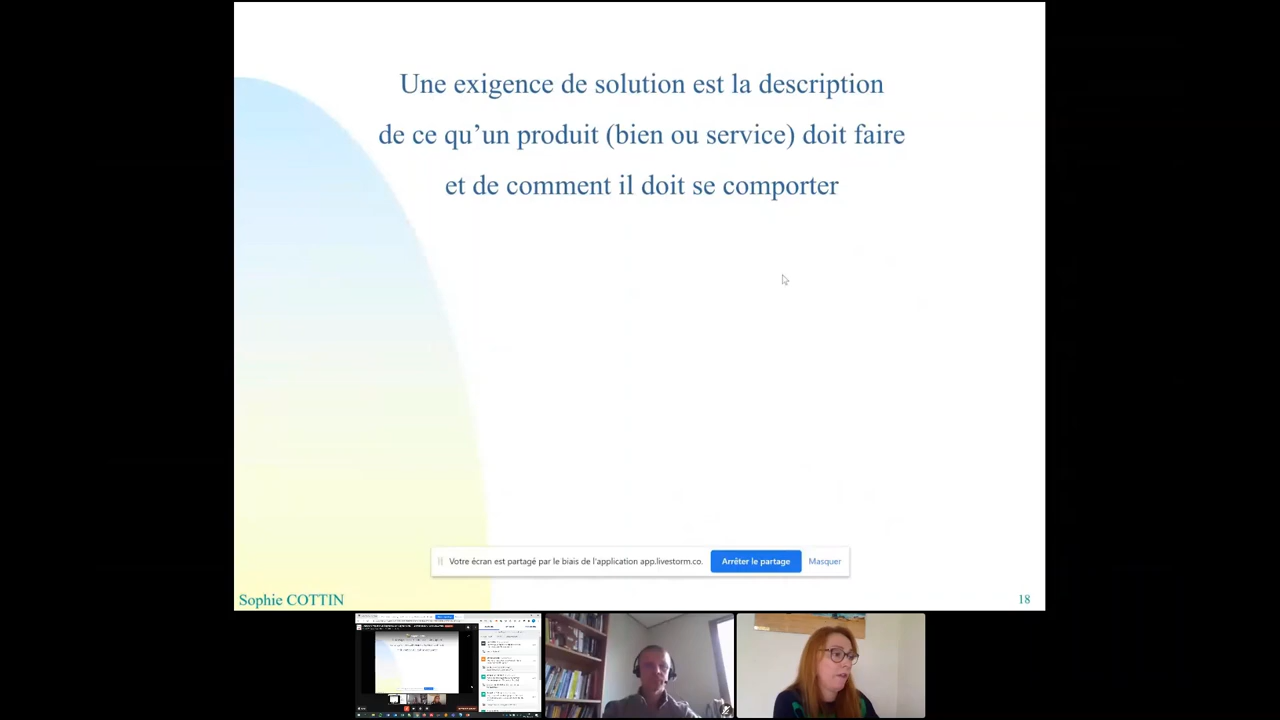 Une exigence de solution est la description
de ce qu’un produit (bien ou service) doit faire
et de comment il doit se comporter
Votre écran est partagé par le biais de l'application app.livestorm.co.
Arrêter le partage
Masquer
Sophie COTTIN
18